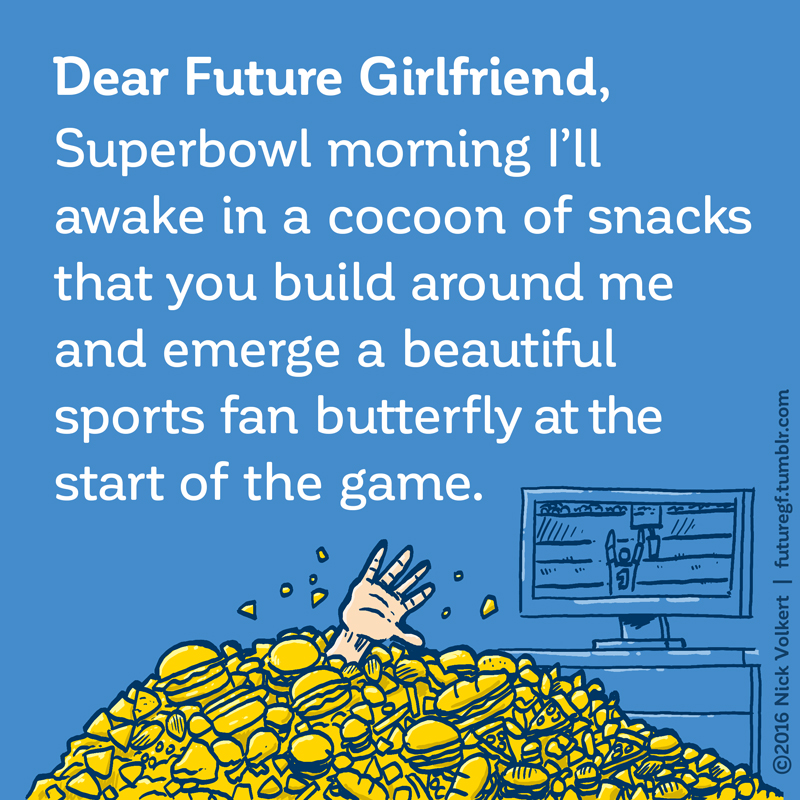 Dear Future Girlfriend,
Superbowl morning I’ll
awake in a cocoon of snacks
that you build around me
and emerge a beautiful
sports fan butterfly at the
start of the game.
©2016 Nick Volkert | futuregf.tumblr.com